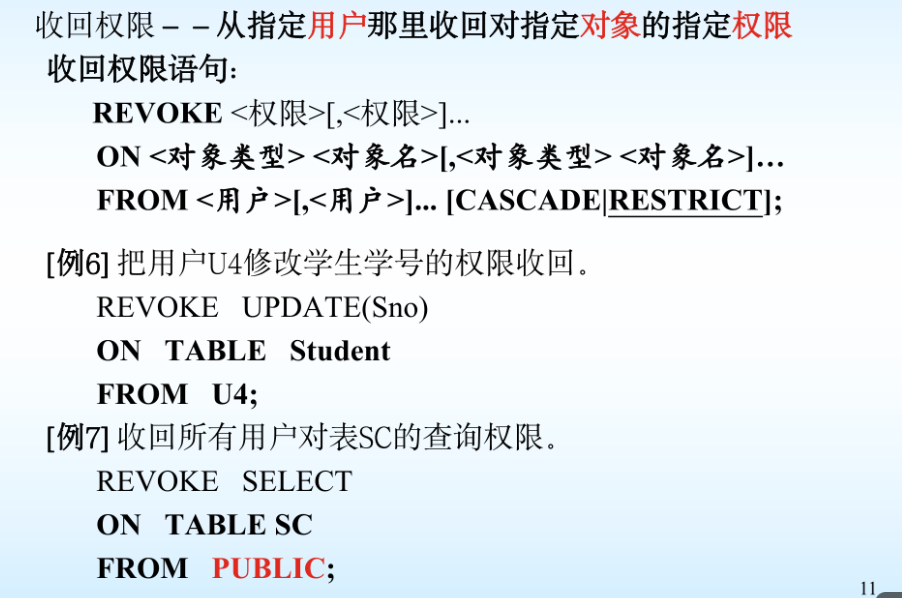 收回权限－－从指定用户那里收回对指定对象的指定权限
收回权限语句:
REVOKE <权限>[,<权限>]...
ON <对象类型> <对象名>[,<对象类型> <对象名>]…
FROM <用户>[,<用户>]... [CASCADE|RESTRICT];
[例6] 把用户U4修改学生学号的权限收回。
REVOKE UPDATE(Sno)
ON TABLE Student
FROM U4;
[例7] 收回所有用户对表SC的查询权限。
REVOKE SELECT
ON TABLE SC
FROM PUBLIC;
11